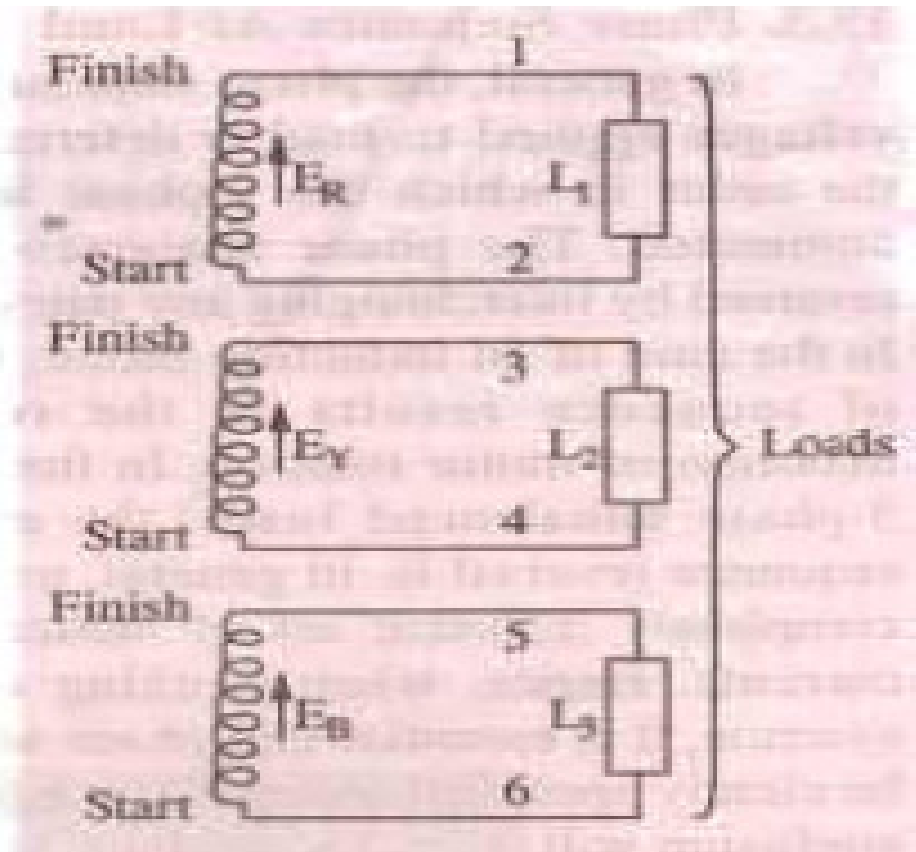 Finish
1
E_R
L_1
Start
2
Finish
3
E_Y
L_2
Loads
Start
4
Finish
5
E_B
L_3
Start
6